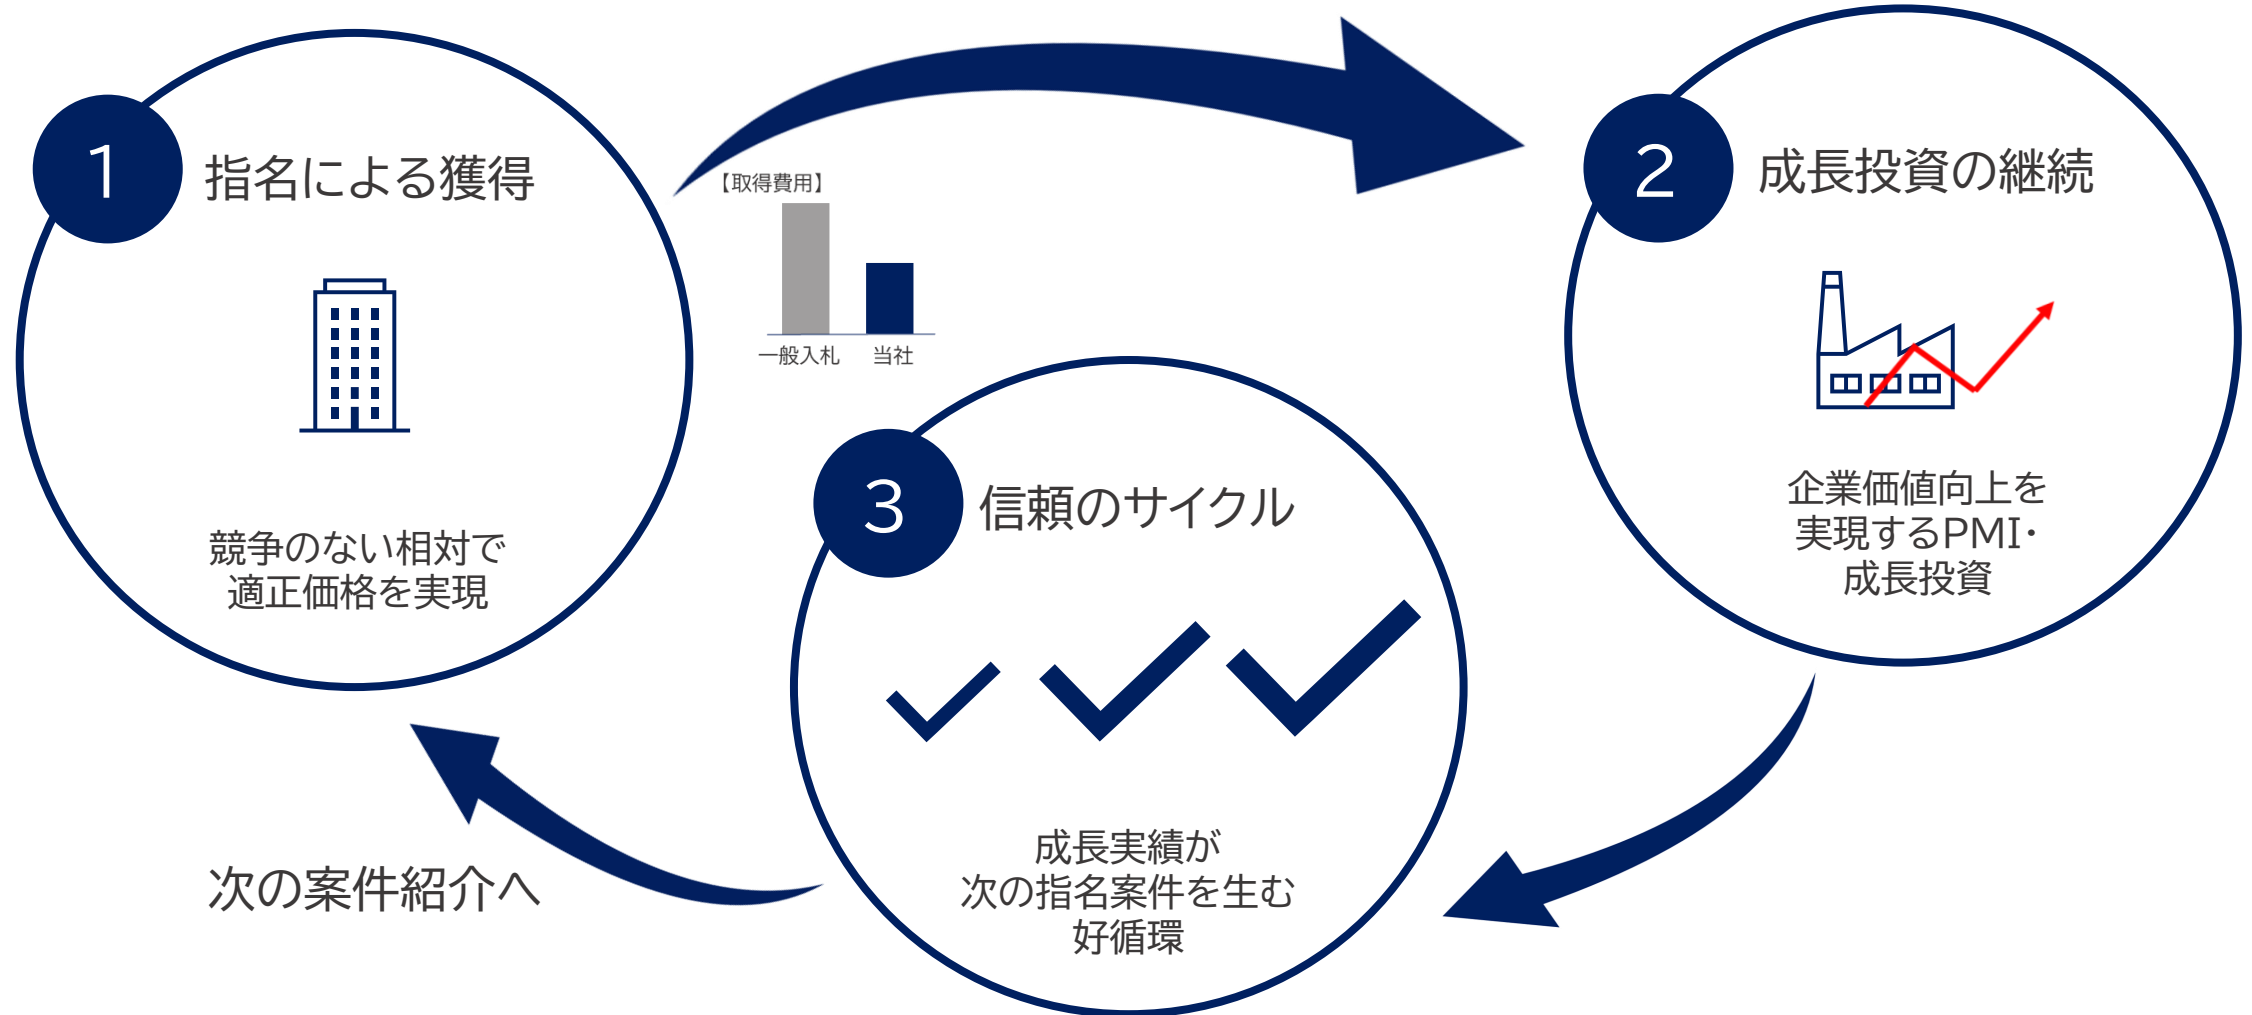 1
指名による獲得
競争のない相対で
適正価格を実現
【取得費用】
一般入札
当社
2
成長投資の継続
企業価値向上を
実現するPMI・
成長投資
3
信頼のサイクル
成長実績が
次の指名案件を生む
好循環
次の案件紹介へ